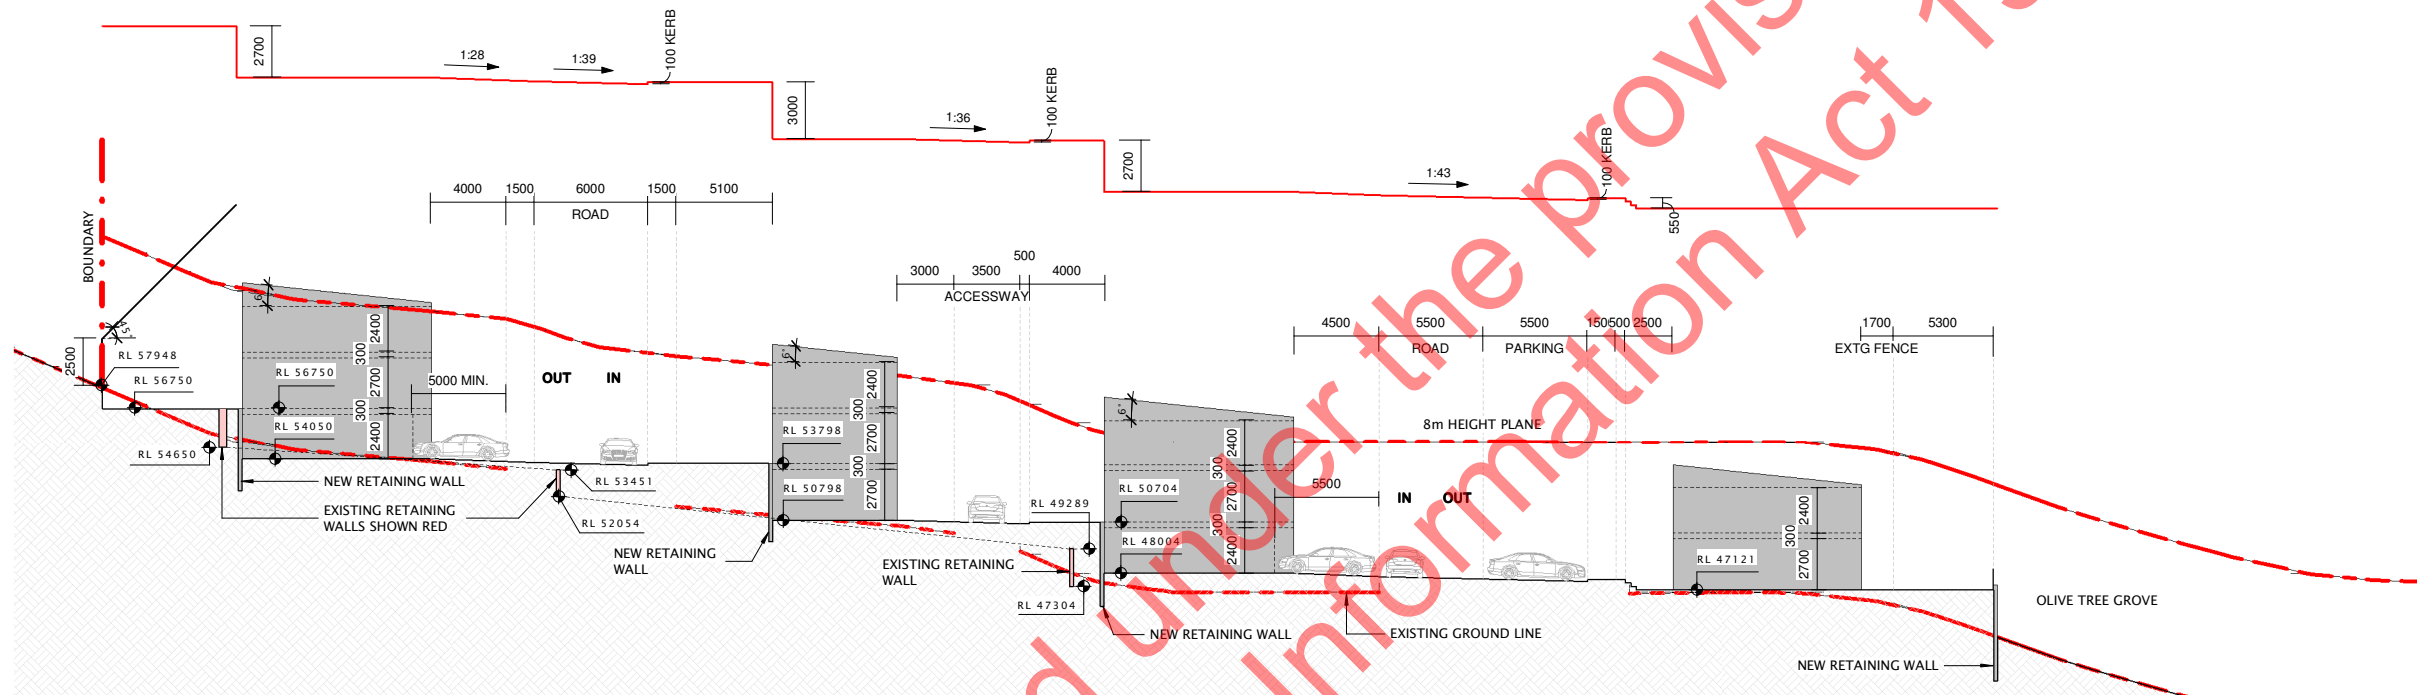 2700
1:28
1:39
100 KERB
3000
1:36
100 KERB
2700
1:43
100 KERB
550
BOUNDARY
4000 1500 6000 1500 5100
ROAD
500
3000 3500 4000
ACCESSWAY
4500 5500 5500 1500 500 2500
ROAD PARKING
1700 5300
EXTG FENCE
45°
2500
RL 57948
RL 56750
RL 54650
6°
RL 56750
RL 54050
2400
300
2700
300
2400
5000 MIN.
OUT IN
NEW RETAINING WALL
EXISTING RETAINING
WALLS SHOWN RED
RL 53451
RL 52054
NEW RETAINING
WALL
6°
RL 53798
RL 50798
2400
300
2700
300
2700
RL 49289
EXISTING RETAINING
WALL
RL 47304
6°
RL 50704
RL 48004
2400
300
2700
300
2400
5500
IN OUT
8m HEIGHT PLANE
NEW RETAINING WALL
EXISTING GROUND LINE
RL 47121
2400
300
2700
OLIVE TREE GROVE
NEW RETAINING WALL
under the
Information Act